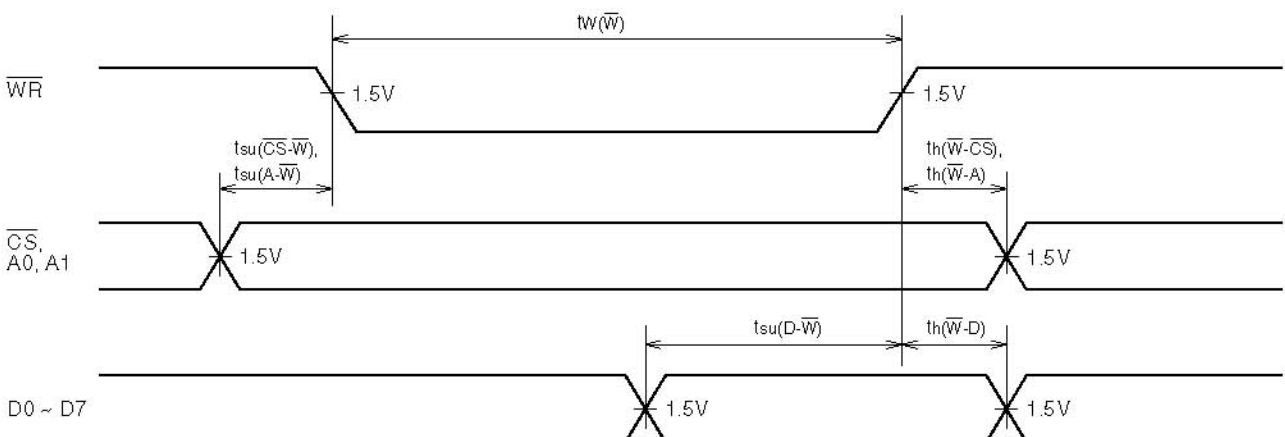 tW(W̅)
W̅R̅
1.5V
1.5V
tsu(C̅S̅-W̅),
tsu(A-W̅)
th(W̅-C̅S̅),
th(W̅-A)
C̅S̅,
A0, A1
1.5V
1.5V
tsu(D-W̅)
th(W̅-D)
D0 ~ D7
1.5V
1.5V